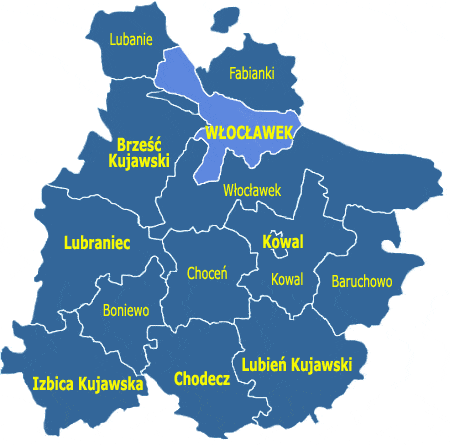 Lubanie
Fabianki
WŁOCŁAWEK
Brześć
Kujawski
Włocławek
Lubraniec
Kowal
Choceń
Kowal
Baruchowo
Boniewo
Lubień Kujawski
Chodecz
Izbica Kujawska